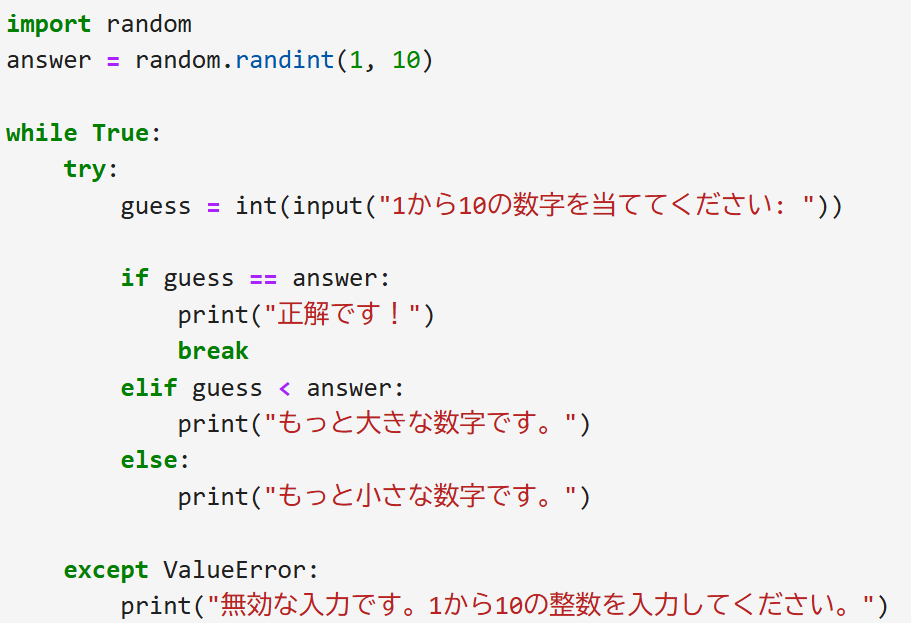 import random
answer = random.randint(1, 10)
while True:
    try:
        guess = int(input("1から10の数字を当ててください: "))
        if guess == answer:
            print("正解です！")
            break
        elif guess < answer:
            print("もっと大きな数字です。")
        else:
            print("もっと小さな数字です。")
    except ValueError:
        print("無効な入力です。1から10の整数を入力してください。")